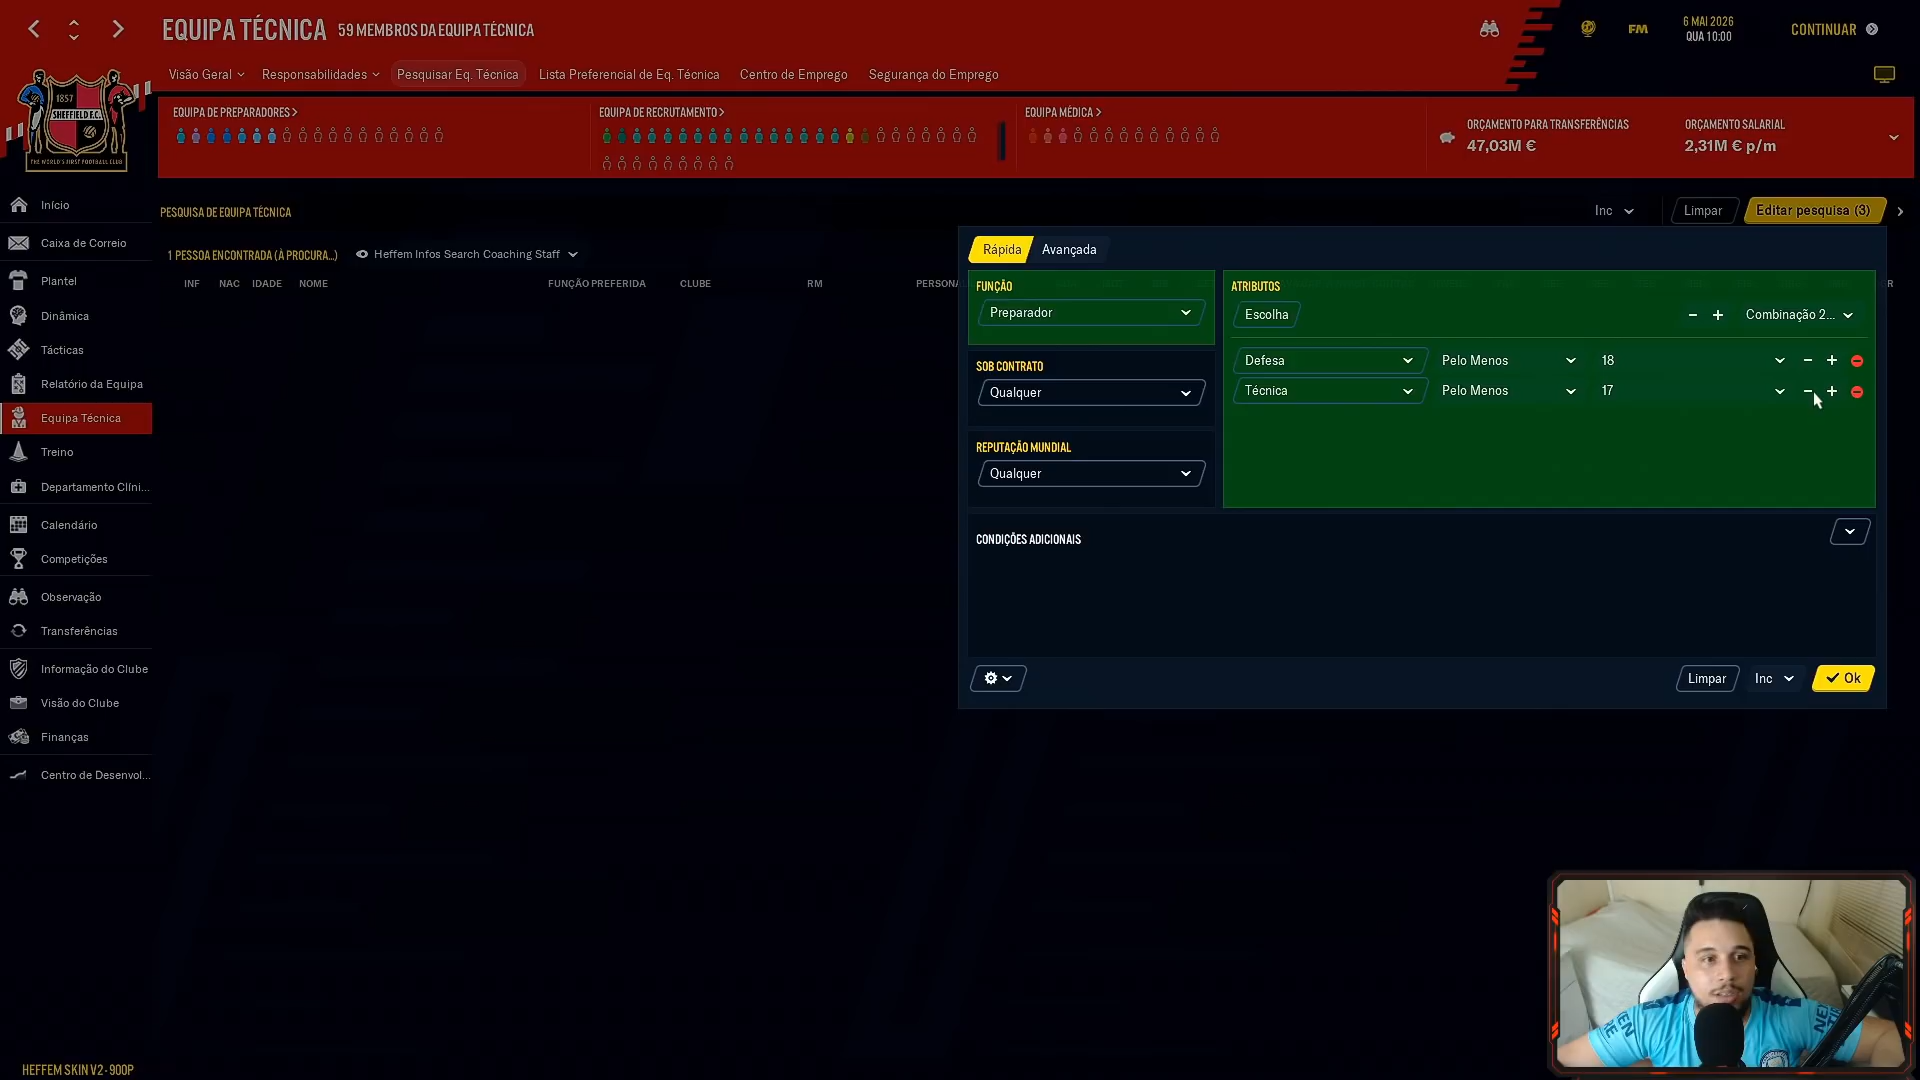 EQUIPA TÉCNICA
59 MEMBROS DA EQUIPA TÉCNICA
6 MAI 2026
QUA 10:00
FM
CONTINUAR
Visão Geral
Responsabilidades
Pesquisar Eq. Técnica
Lista Preferencial de Eq. Técnica
Centro de Emprego
Segurança do Emprego
1857
SHEFFIELD F.C.
THE WORLD'S FIRST FOOTBALL CLUB
EQUIPA DE PREPARADORES >
EQUIPA DE RECRUTAMENTO >
EQUIPA MÉDICA >
ORÇAMENTO PARA TRANSFERÊNCIAS
47,03M €
ORÇAMENTO SALARIAL
2,31M € p/m
Início
Caixa de Correio
Plantel
Dinâmica
Tácticas
Relatório da Equipa
Equipa Técnica
Treino
Departamento Clíni...
Calendário
Competições
Observação
Transferências
Informação do Clube
Visão do Clube
Finanças
Centro de Desenvol...
PESQUISA DE EQUIPA TÉCNICA
Inc
Limpar
Editar pesquisa (3)
1 PESSOA ENCONTRADA (À PROCURA...)
Heffem Infos Search Coaching Staff
INF NAC IDADE NOME FUNÇÃO PREFERIDA CLUBE RM PERSONA
R
Rápida
Avançada
FUNÇÃO
Preparador
SOB CONTRATO
Qualquer
REPUTAÇÃO MUNDIAL
Qualquer
ATRIBUTOS
Escolha
Combinação 2...
Defesa Pelo Menos 18
Técnica Pelo Menos 17
CONDIÇÕES ADICIONAIS
Limpar
Inc
Ok
HEFFEM SKIN V2 - 900P